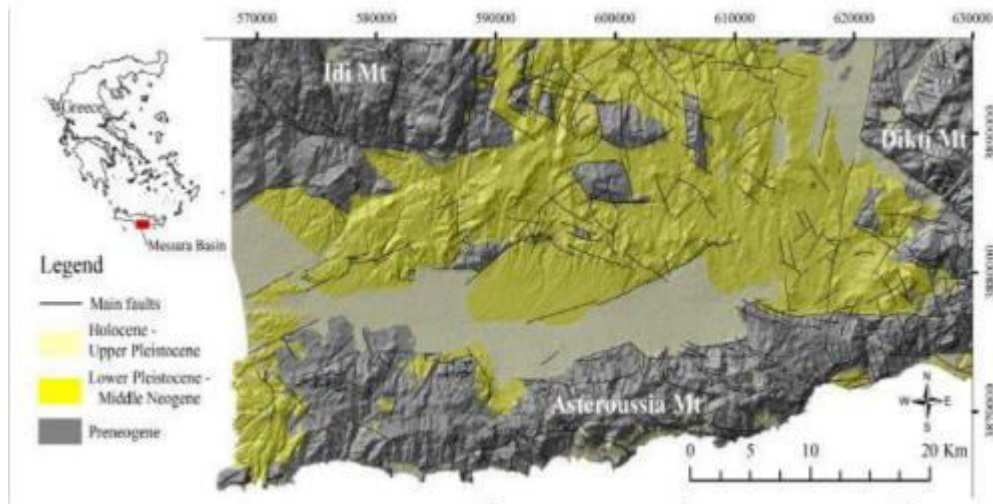 570000 580000 590000 600000 610000 620000 630000
Idi Mt
Greece
Dikti Mt
Messara Basin
Legend
Main faults
Holocene -
Upper Pleistocene
Lower Pleistocene -
Middle Neogene
Preneogene
Asteroussia Mt
N
W E
S
0 5 10 20 Km